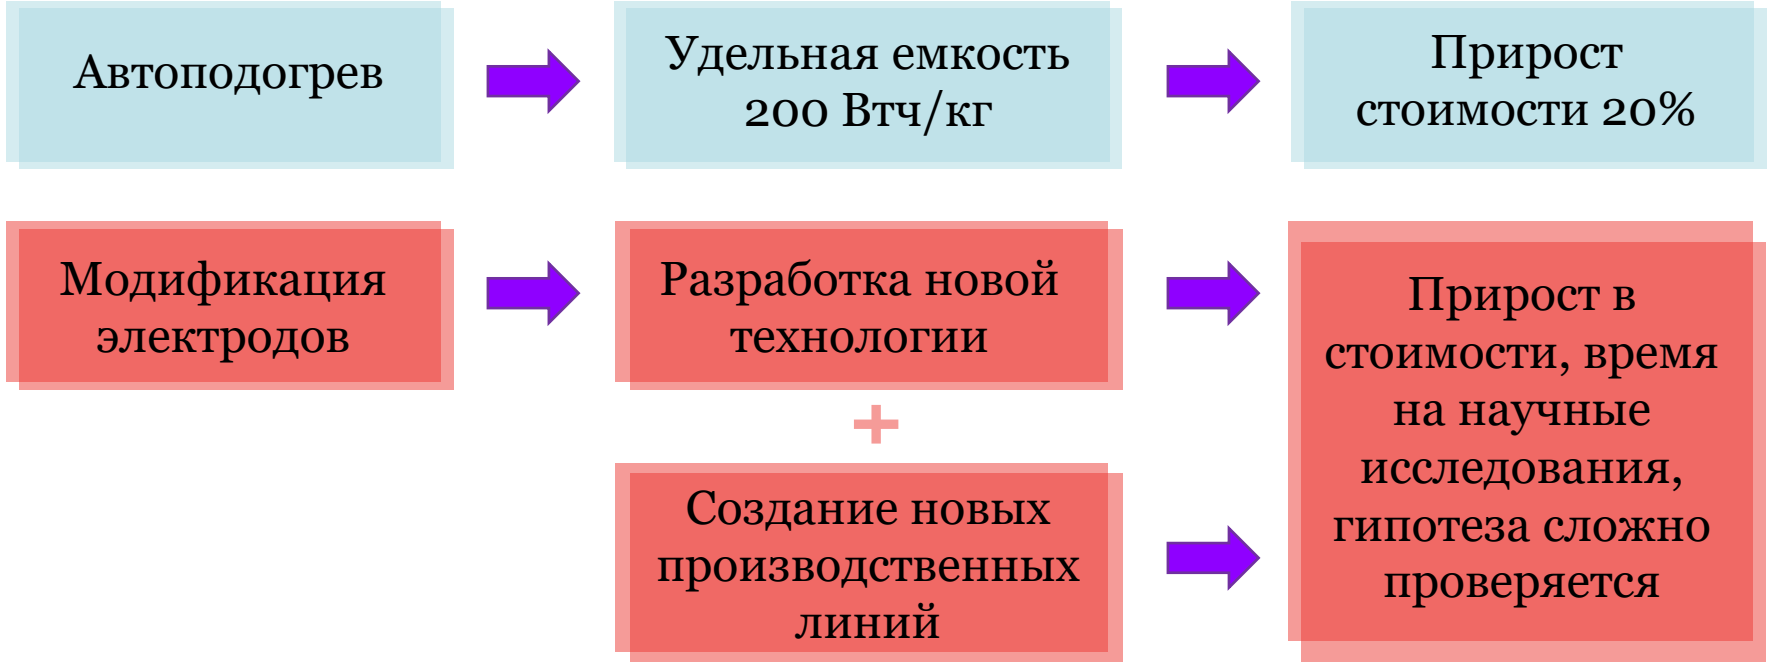 Автоподогрев
Удельная емкость
200 Втч/кг
Прирост
стоимости 20%
Модификация
электродов
Разработка новой
технологии
+
Создание новых
производственных
линий
Прирост в
стоимости, время
на научные
исследования,
гипотеза сложно
проверяется